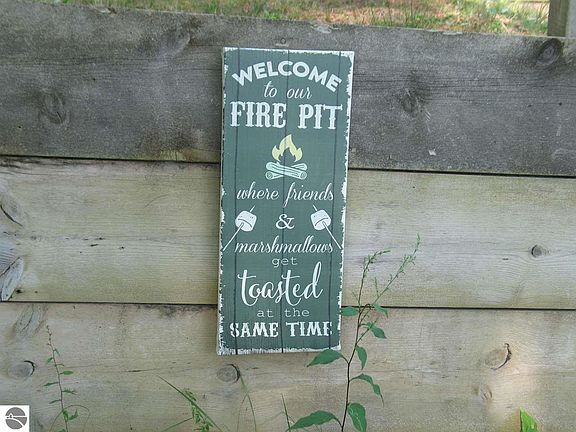 WELCOME
to our
FIRE PIT
where friends
&
marshmallows
get
toasted
at the
SAME TIME